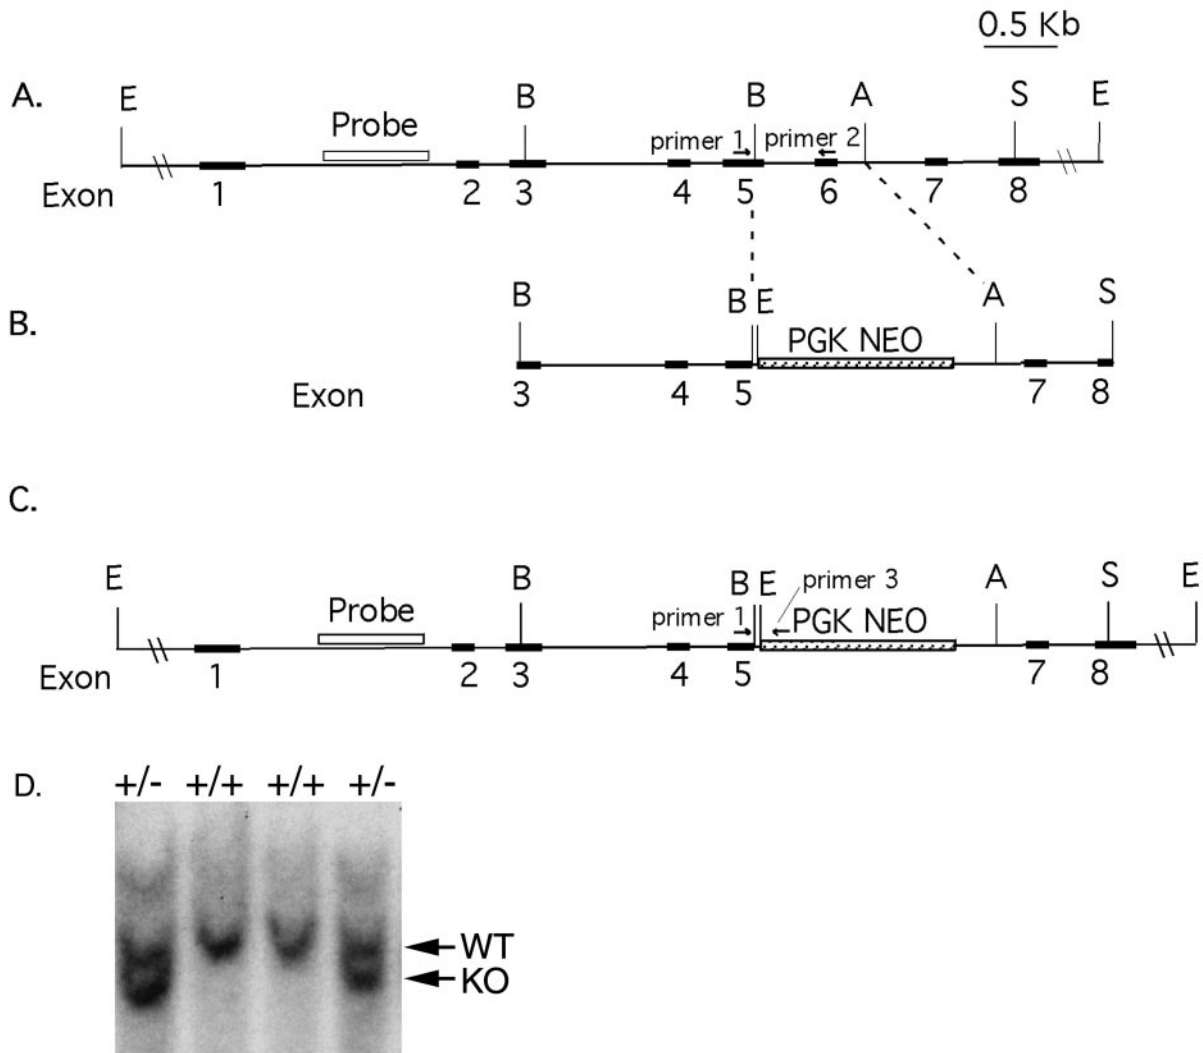 0.5 Kb
A.
E B B A S E
Probe
primer 1 primer 2
Exon 1 2 3 4 5 6 7 8
B.
B B E A S
PGK NEO
Exon 3 4 5 7 8
C.
E B B E A S E
primer 3
Probe primer 1 PGK NEO
Exon 1 2 3 4 5 7 8
D.
+/- +/+ +/+ +/-
WT
KO